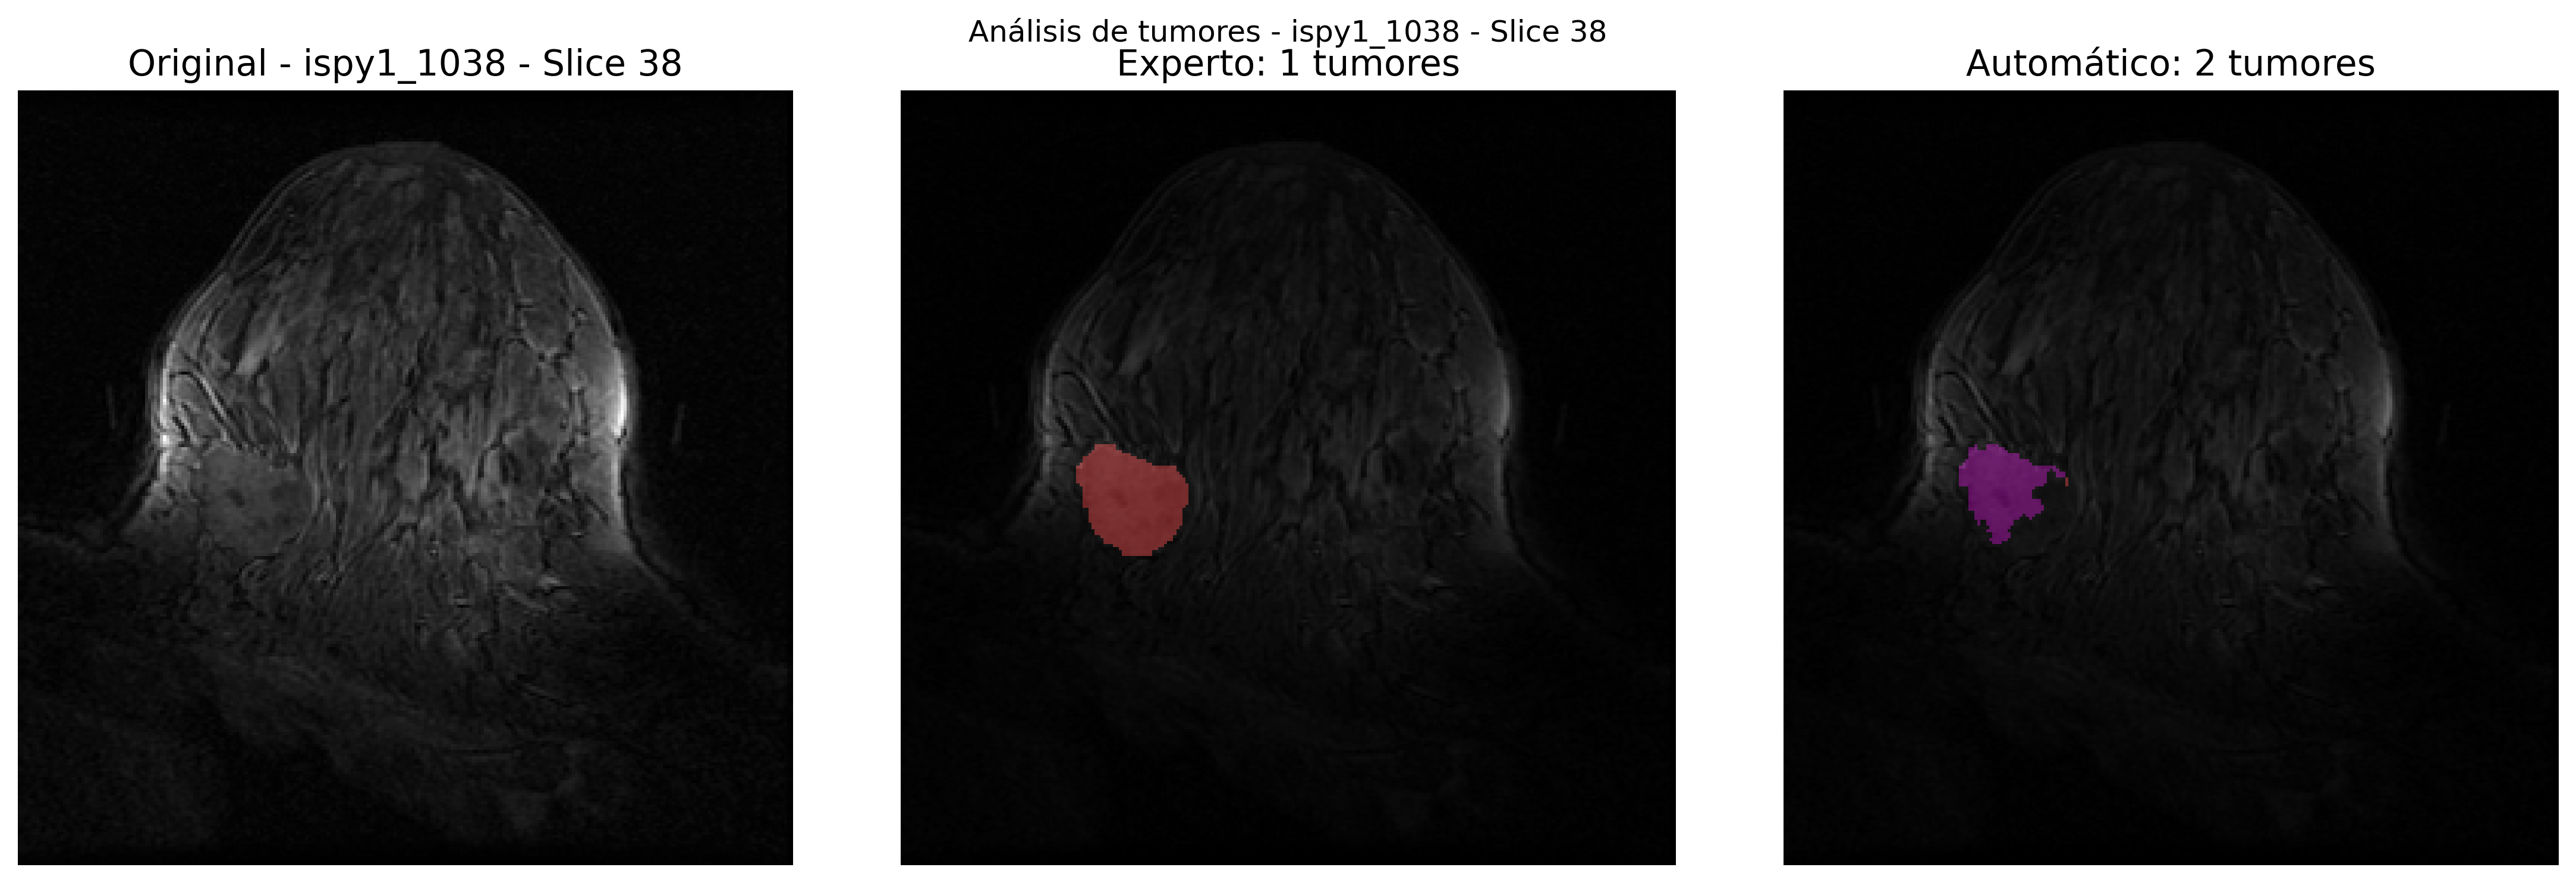 Análisis de tumores - ispy1_1038 - Slice 38
Original - ispy1_1038 - Slice 38
Experto: 1 tumores
Automático: 2 tumores